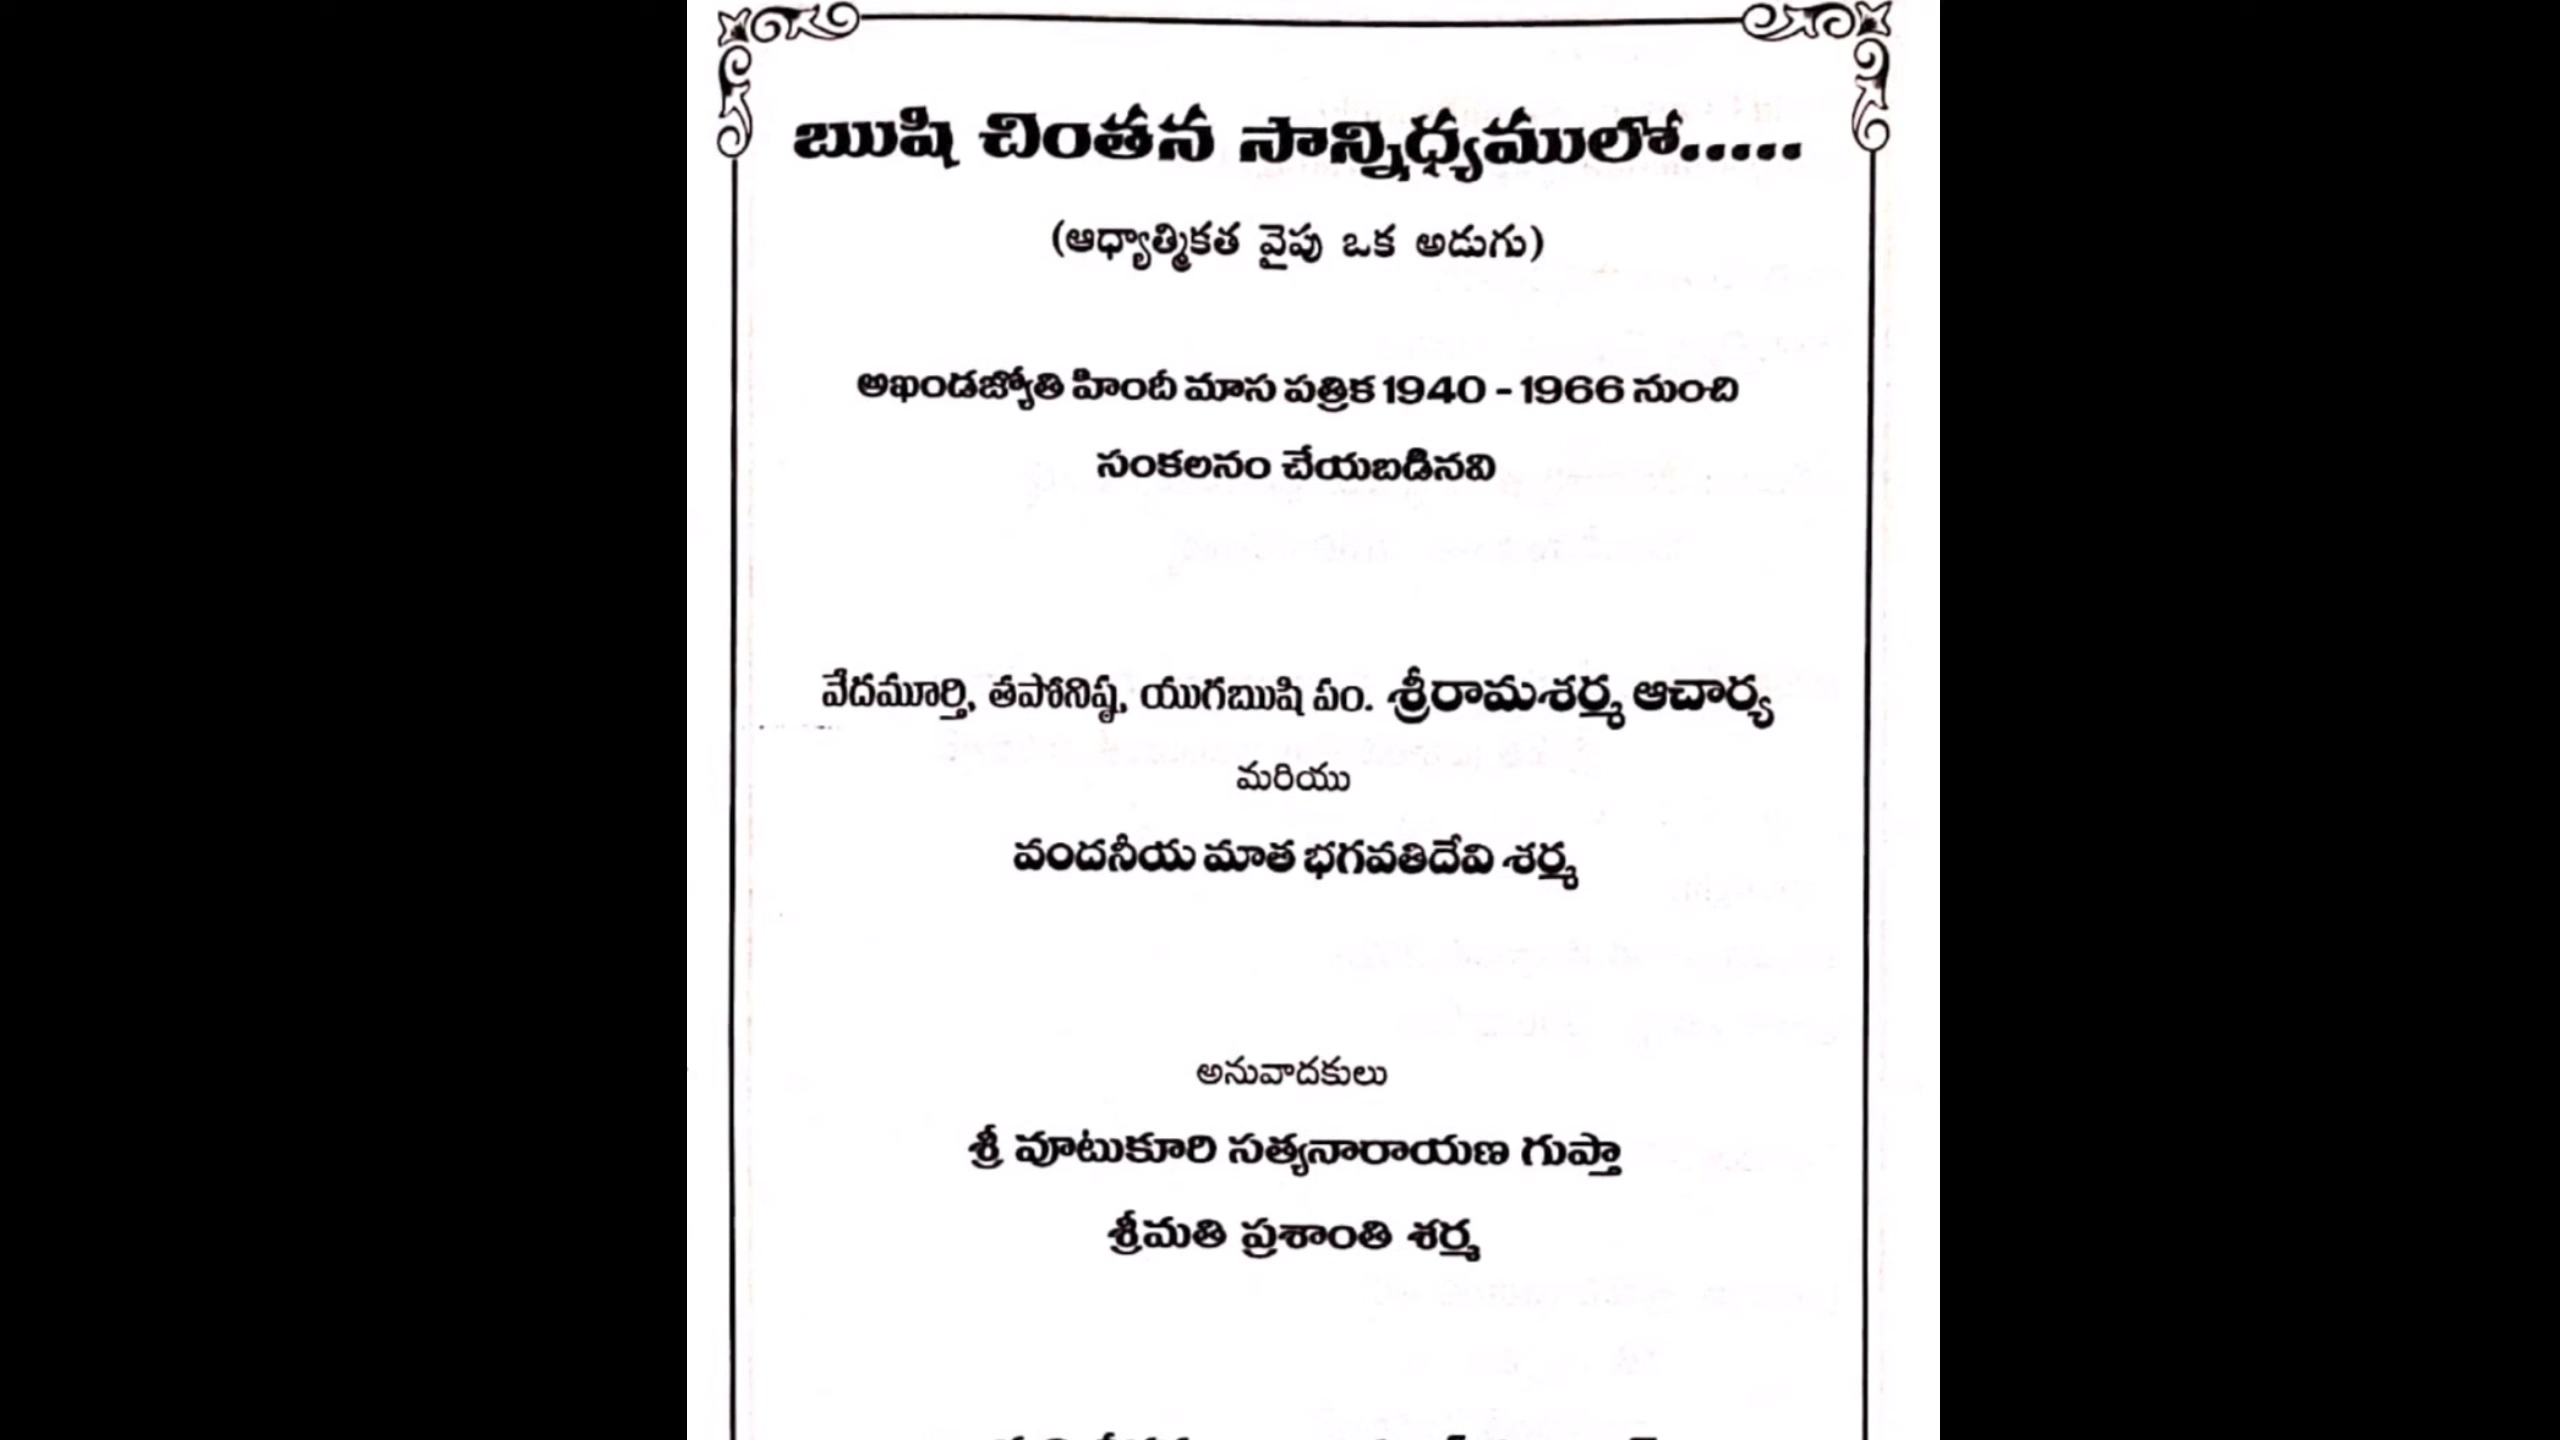 ఋషి చింతన సాన్నిధ్యములో.....
(ఆధ్యాత్మికత వైపు ఒక అడుగు)
అఖండజ్యోతి హిందీ మాస పత్రిక 1940 - 1966 నుంచి
సంకలనం చేయబడినవి
వేదమూర్తి, తపోనిష్ఠ, యుగఋషి పం. శ్రీరామశర్మ ఆచార్య
మరియు
వందనీయ మాత భగవతిదేవి శర్మ
అనువాదకులు
శ్రీ వూటుకూరి సత్యనారాయణ గుప్తా
శ్రీమతి ప్రశాంతి శర్మ